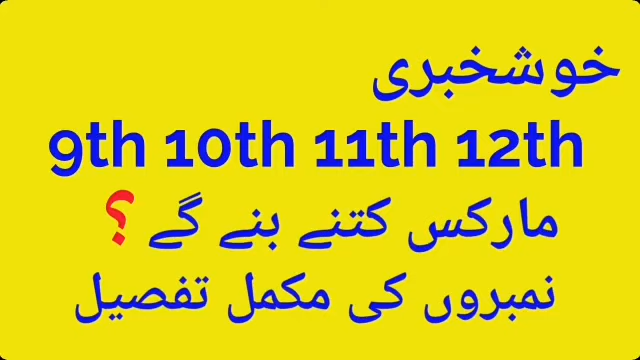 خوشخبری
9th 10th 11th 12th
مارکس کتنے بنے گے ؟
نمبروں کی مکمل تفصیل